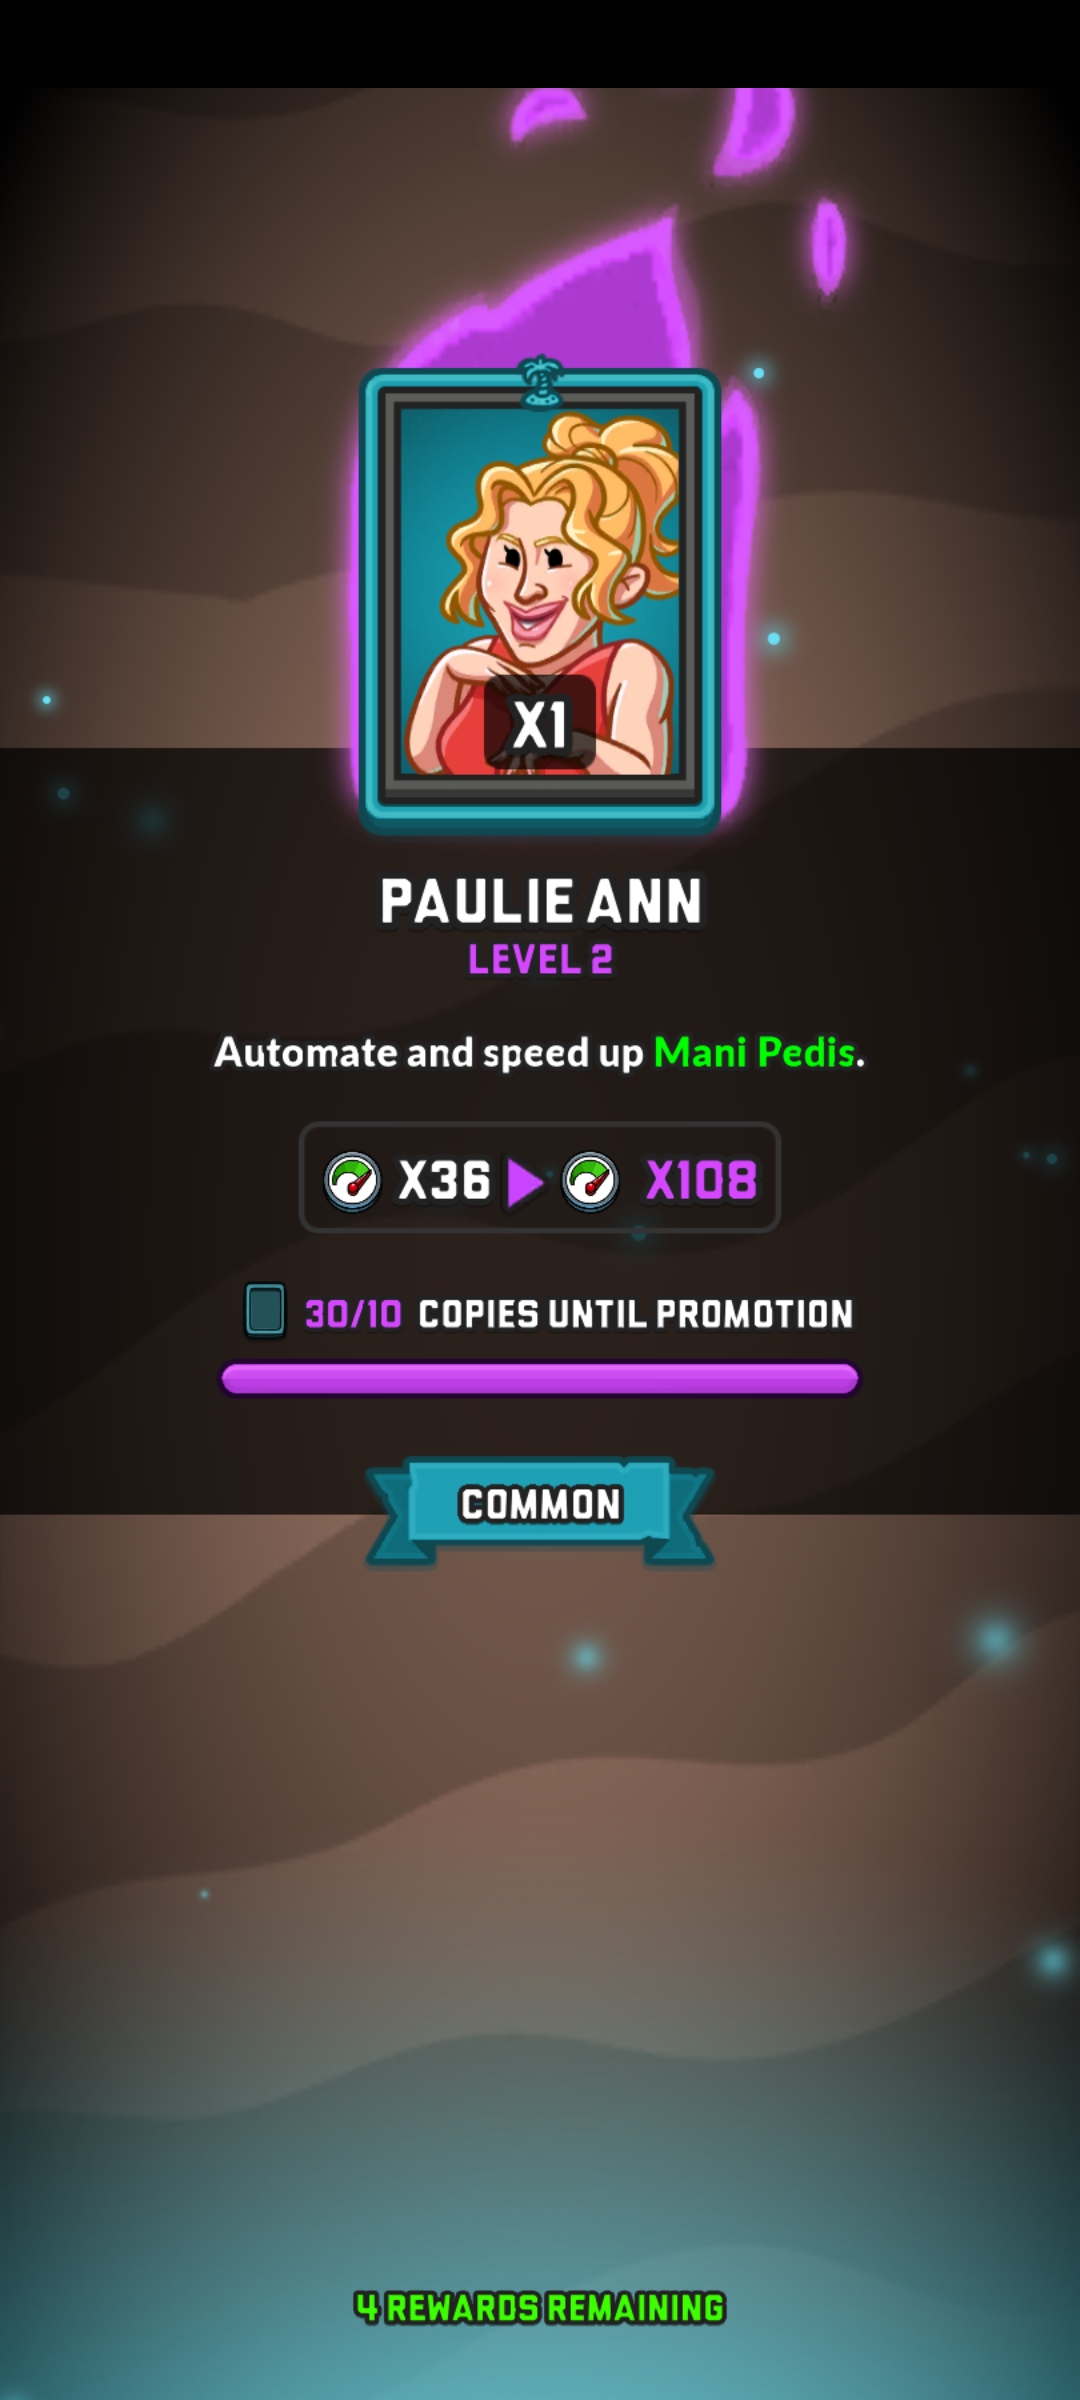 X1
PAULIE ANN
LEVEL 2
Automate and speed up Mani Pedis.
X36 X108
30/10 COPIES UNTIL PROMOTION
COMMON
4 REWARDS REMAINING